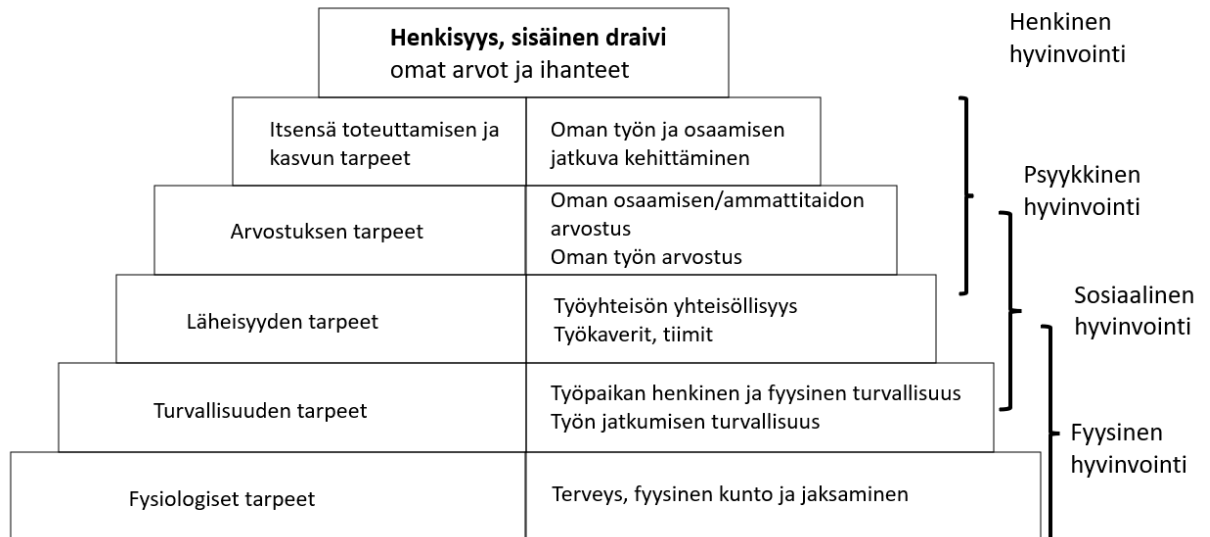 Henkisyys, sisäinen draivi
omat arvot ja ihanteet
Henkinen
hyvinvointi
Itsensä toteuttamisen ja
kasvun tarpeet
Oman työn ja osaamisen
jatkuva kehittäminen
Psyykkinen
hyvinvointi
Arvostuksen tarpeet
Oman osaamisen/ammattitaidon
arvostus
Oman työn arvostus
Läheisyyden tarpeet
Työyhteisön yhteisöllisyys
Työkaverit, tiimit
Sosiaalinen
hyvinvointi
Turvallisuuden tarpeet
Työpaikan henkinen ja fyysinen turvallisuus
Työn jatkumisen turvallisuus
Fyysinen
hyvinvointi
Fysiologiset tarpeet
Terveys, fyysinen kunto ja jaksaminen